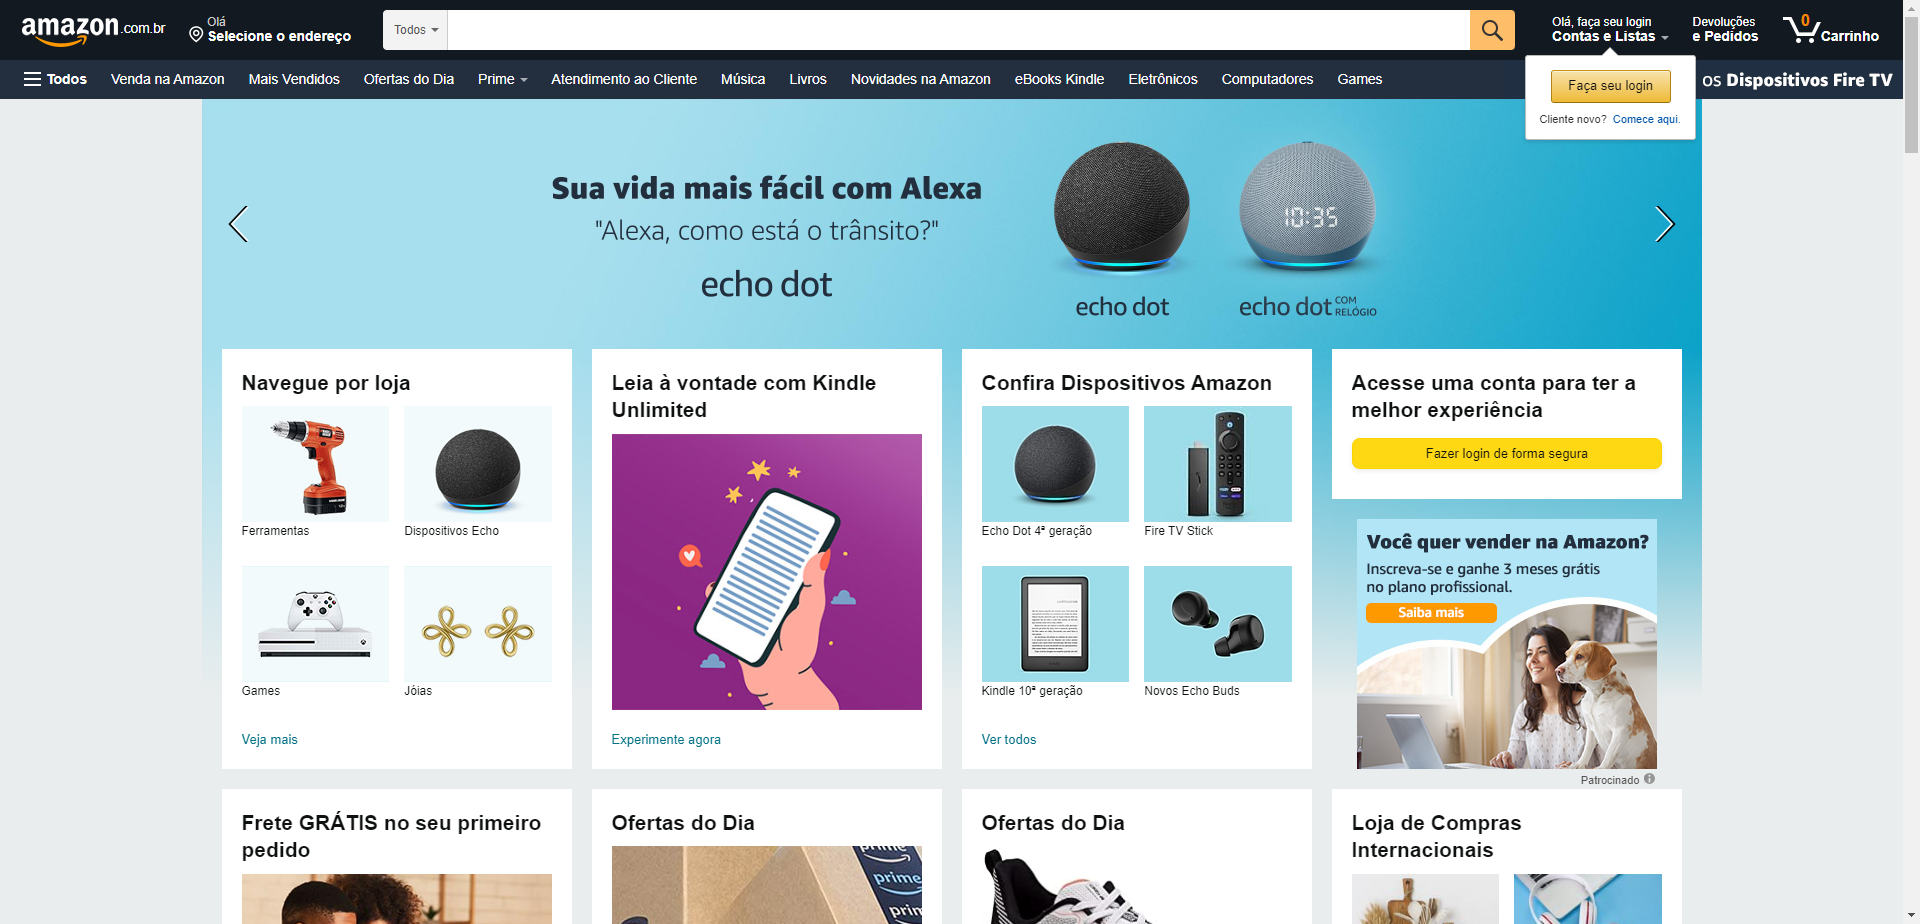 amazon.com.br
Olá
Selecione o endereço
Todos
Olá, faça seu login
Contas e Listas
Devoluções
e Pedidos
0
Carrinho
Todos
Venda na Amazon
Mais Vendidos
Ofertas do Dia
Prime
Atendimento ao Cliente
Música
Livros
Novidades na Amazon
eBooks Kindle
Eletrônicos
Computadores
Games
os Dispositivos Fire TV
Faça seu login
Cliente novo? Comece aqui.
Sua vida mais fácil com Alexa
"Alexa, como está o trânsito?"
echo dot
10:35
echo dot
echo dot COM RELÓGIO
Navegue por loja
Ferramentas
Dispositivos Echo
Games
Jóias
Veja mais
Leia à vontade com Kindle
Unlimited
Experimente agora
Confira Dispositivos Amazon
Echo Dot 4ª geração
Fire TV Stick
Kindle 10ª geração
Novos Echo Buds
Ver todos
Acesse uma conta para ter a
melhor experiência
Fazer login de forma segura
Você quer vender na Amazon?
Inscreva-se e ganhe 3 meses grátis
no plano profissional.
Saiba mais
Patrocinado
Frete GRÁTIS no seu primeiro
pedido
Ofertas do Dia
prime
prime
Ofertas do Dia
Loja de Compras
Internacionais